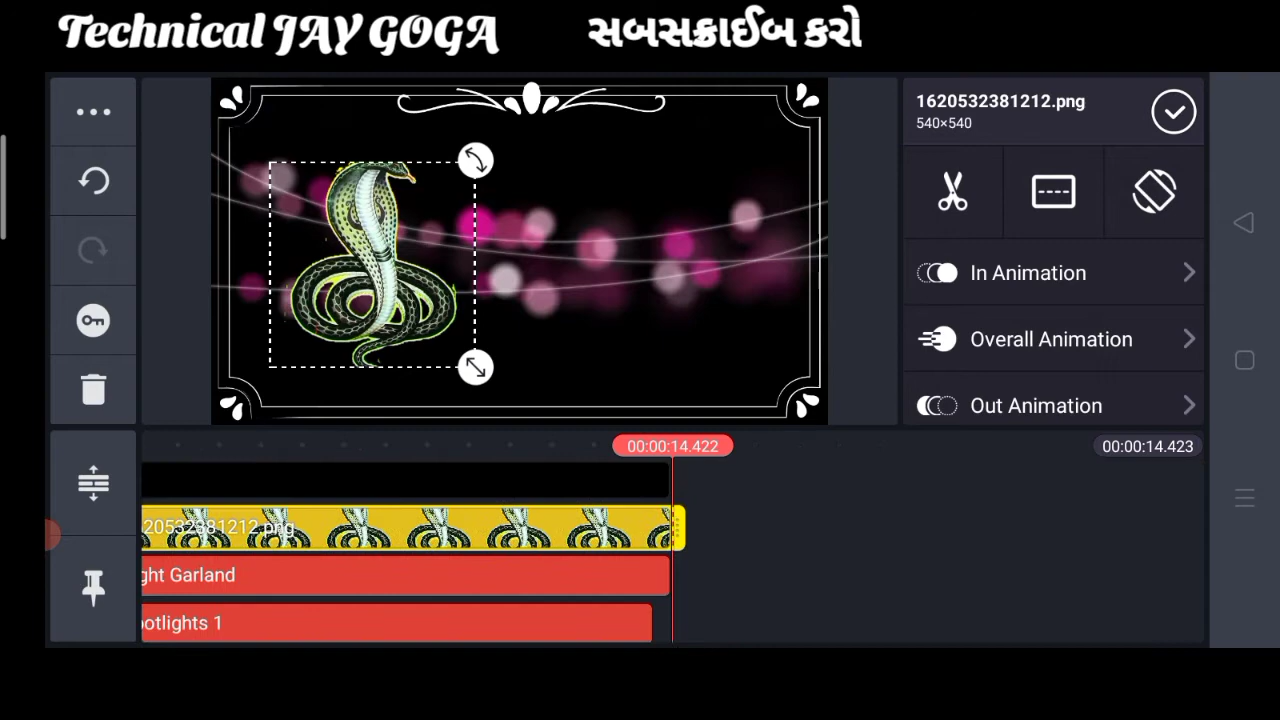 Technical JAY GOGA સબસક્રાઈબ કરો
1620532381212.png
540×540
In Animation
Overall Animation
Out Animation
00:00:14.422
00:00:14.423
20532381212.png
ght Garland
otlights 1